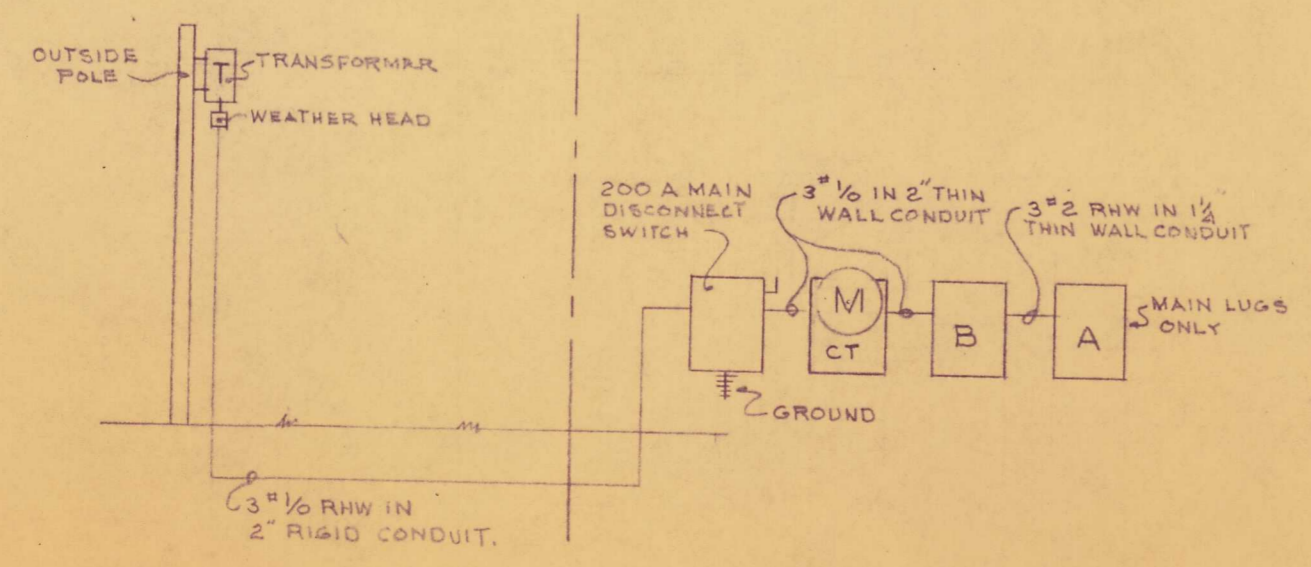 OUTSIDE
POLE
T
TRANSFORMER
WEATHER HEAD
200 A MAIN
DISCONNECT
SWITCH
3 # 1/0 IN 2" THIN
WALL CONDUIT
3 # 2 RHW IN 1 1/4"
THIN WALL CONDUIT
M
CT
B
A
MAIN LUGS
ONLY
GROUND
3 # 1/0 RHW IN
2" RIGID CONDUIT.